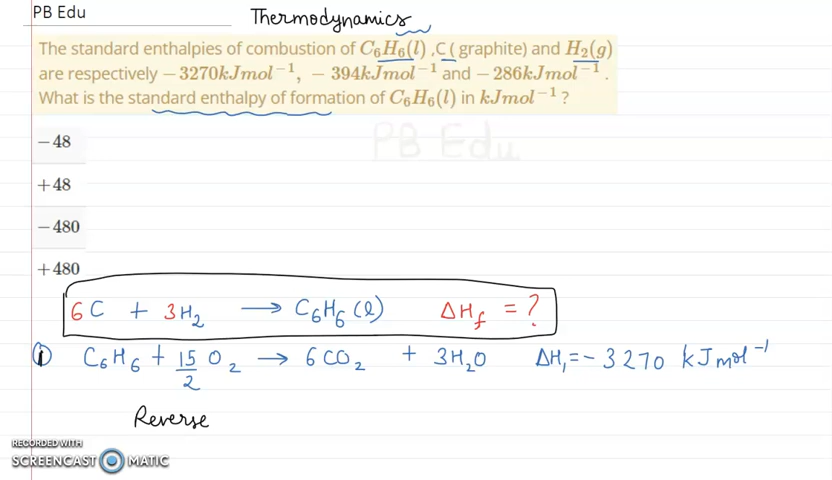 PB Edu
Thermodynamics
The standard enthalpies of combustion of C₆H₆(l) ,C ( graphite) and H₂(g)
are respectively −3270kJmol⁻¹, −394kJmol⁻¹ and −286kJmol⁻¹ .
What is the standard enthalpy of formation of C₆H₆(l) in kJmol⁻¹ ?
PB Edu
−48
+48
−480
+480
6C + 3H₂ ⟶ C₆H₆(l) ΔH_f = ?
① C₆H₆ + 15/2 O₂ → 6CO₂ + 3H₂O ΔH₁ = −3270 kJmol⁻¹
Reverse
RECORDED WITH
SCREENCAST MATIC